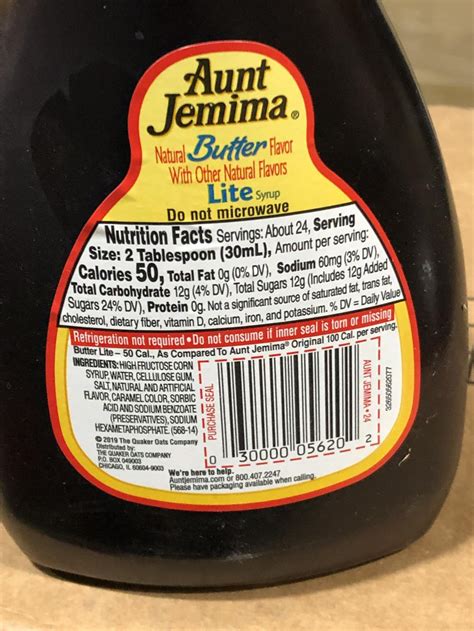 Aunt
Jemima®
Natural Butter Flavor
With Other Natural Flavors
Lite Syrup
Do not microwave
Nutrition Facts Servings: About 24, Serving
Size: 2 Tablespoon (30mL), Amount per serving:
Calories 50, Total Fat 0g (0% DV), Sodium 60mg (3% DV),
Total Carbohydrate 12g (4% DV), Total Sugars 12g (Includes 12g Added
Sugars 24% DV), Protein 0g. Not a significant source of saturated fat, trans fat,
cholesterol, dietary fiber, vitamin D, calcium, iron, and potassium. % DV = Daily Value
Refrigeration not required • Do not consume if inner seal is torn or missing
Butter Lite – 50 Cal., As Compared To Aunt Jemima® Original 100 Cal. per serving.
INGREDIENTS: HIGH FRUCTOSE CORN
SYRUP, WATER, CELLULOSE GUM,
SALT, NATURAL AND ARTIFICIAL
FLAVOR, CARAMEL COLOR, SORBIC
ACID AND SODIUM BENZOATE
(PRESERVATIVES), SODIUM
HEXAMETAPHOSPHATE. (568-14)
© 2019 The Quaker Oats Company
Distributed by:
THE QUAKER OATS COMPANY
P.O. BOX 049003
CHICAGO, IL 60604-9003
PURCHASE SEAL
0 30000 05620 2
AUNT JEMIMA • 24
We're here to help.
Auntjemima.com or 800.407.2247
Please have packaging available when calling.